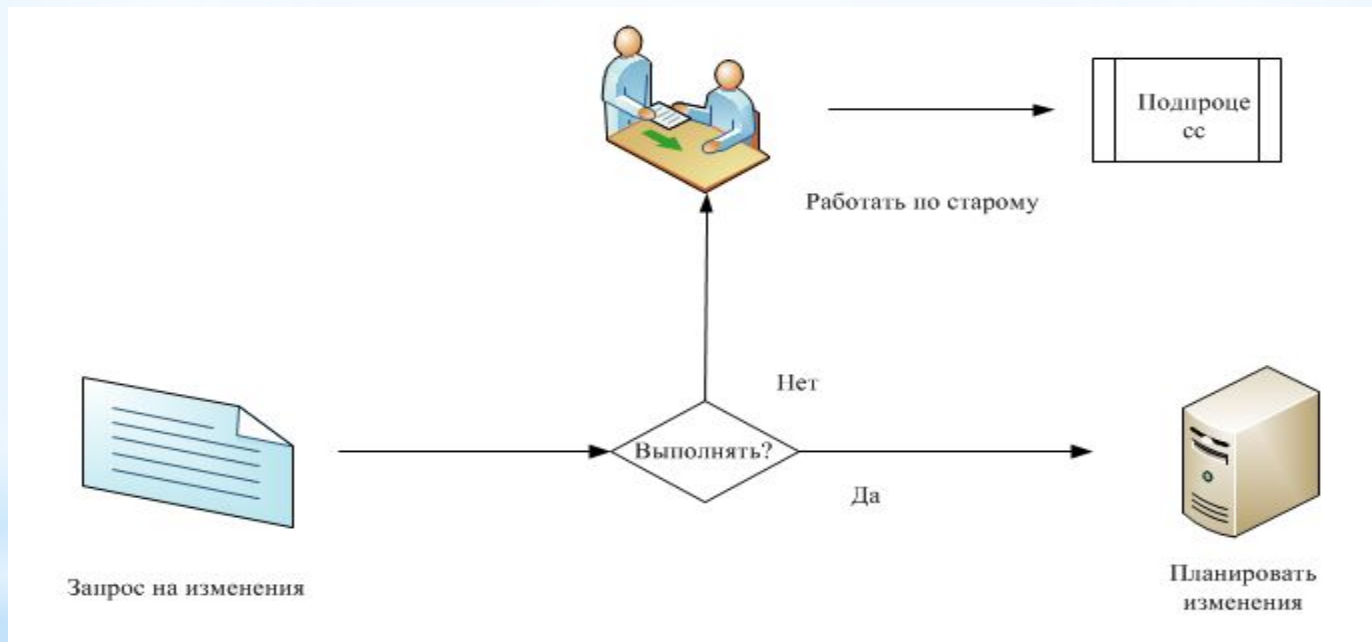 Подпроце
сс
Работать по старому
Нет
Выполнять?
Да
Запрос на изменения
Планировать
изменения